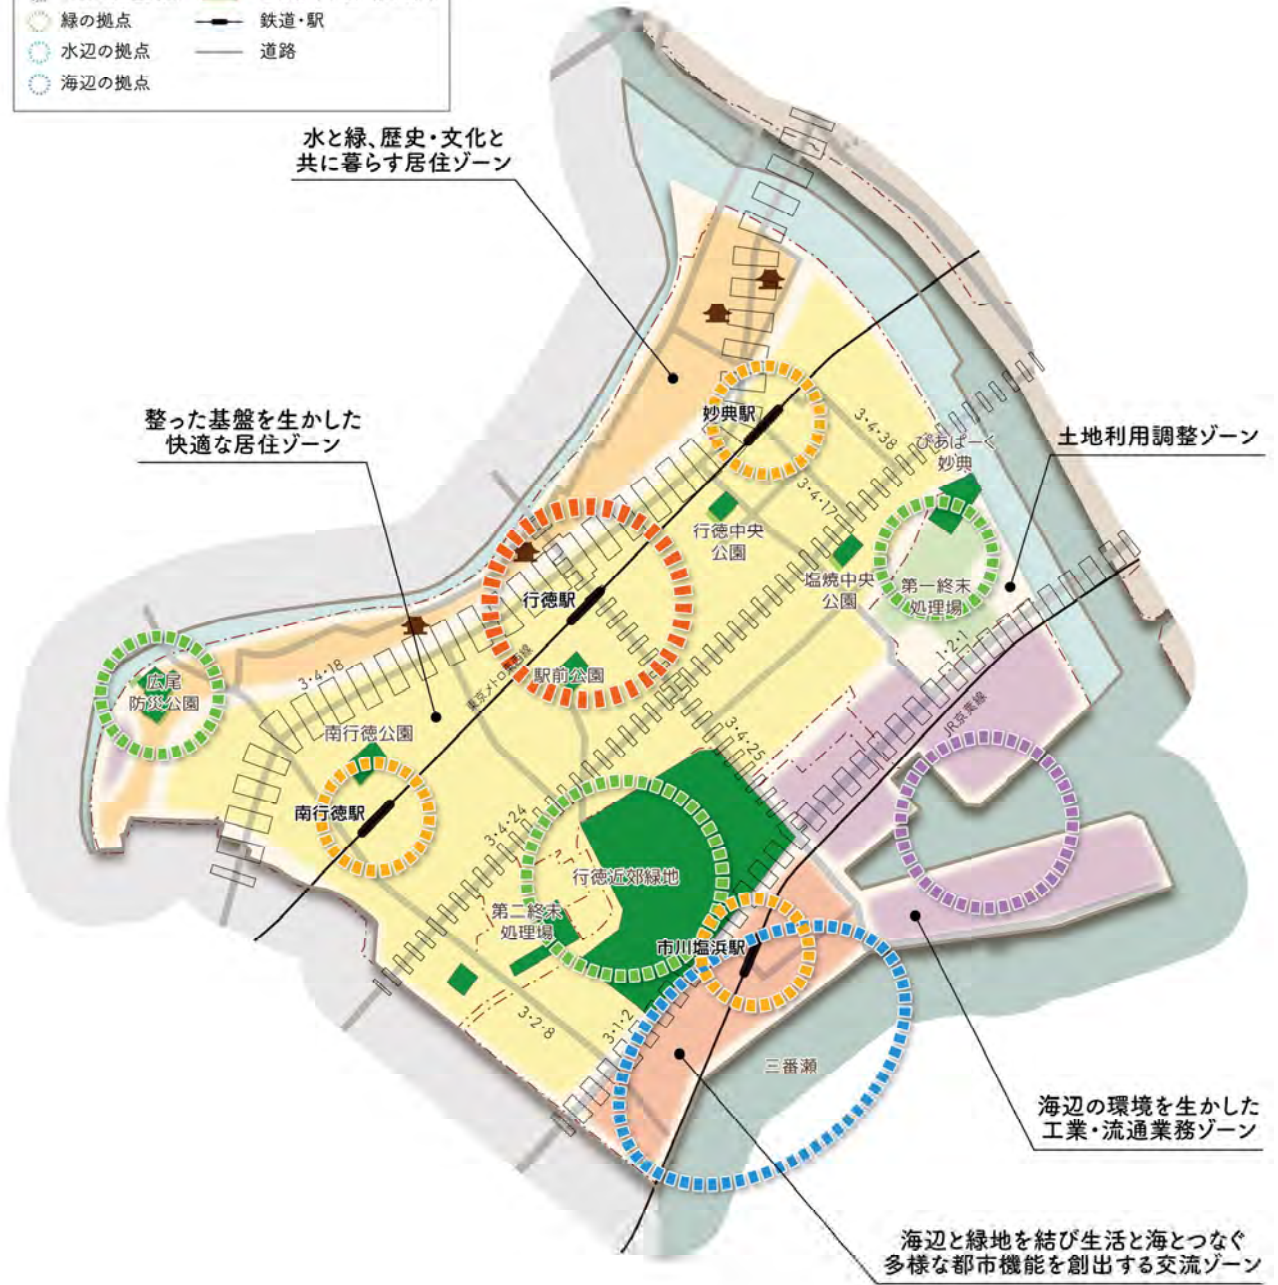 緑の拠点
鉄道・駅
水辺の拠点
道路
海辺の拠点
水と緑、歴史・文化と
共に暮らす居住ゾーン
整った基盤を生かした
快適な居住ゾーン
妙典駅
3・4・38
ぴあぱーく
妙典
土地利用調整ゾーン
3・4・17
行徳中央
公園
塩焼中央
公園
第一終末
処理場
行徳駅
1・2・1
3・4・18
広尾
防災公園
東京メトロ東西線
駅前公園
南行徳公園
3・4・25
JR京葉線
南行徳駅
3・4・24
行徳近郊緑地
第二終末
処理場
市川塩浜駅
3・2・8
3・1・2
三番瀬
海辺の環境を生かした
工業・流通業務ゾーン
海辺と緑地を結び生活と海とつなぐ
多様な都市機能を創出する交流ゾーン